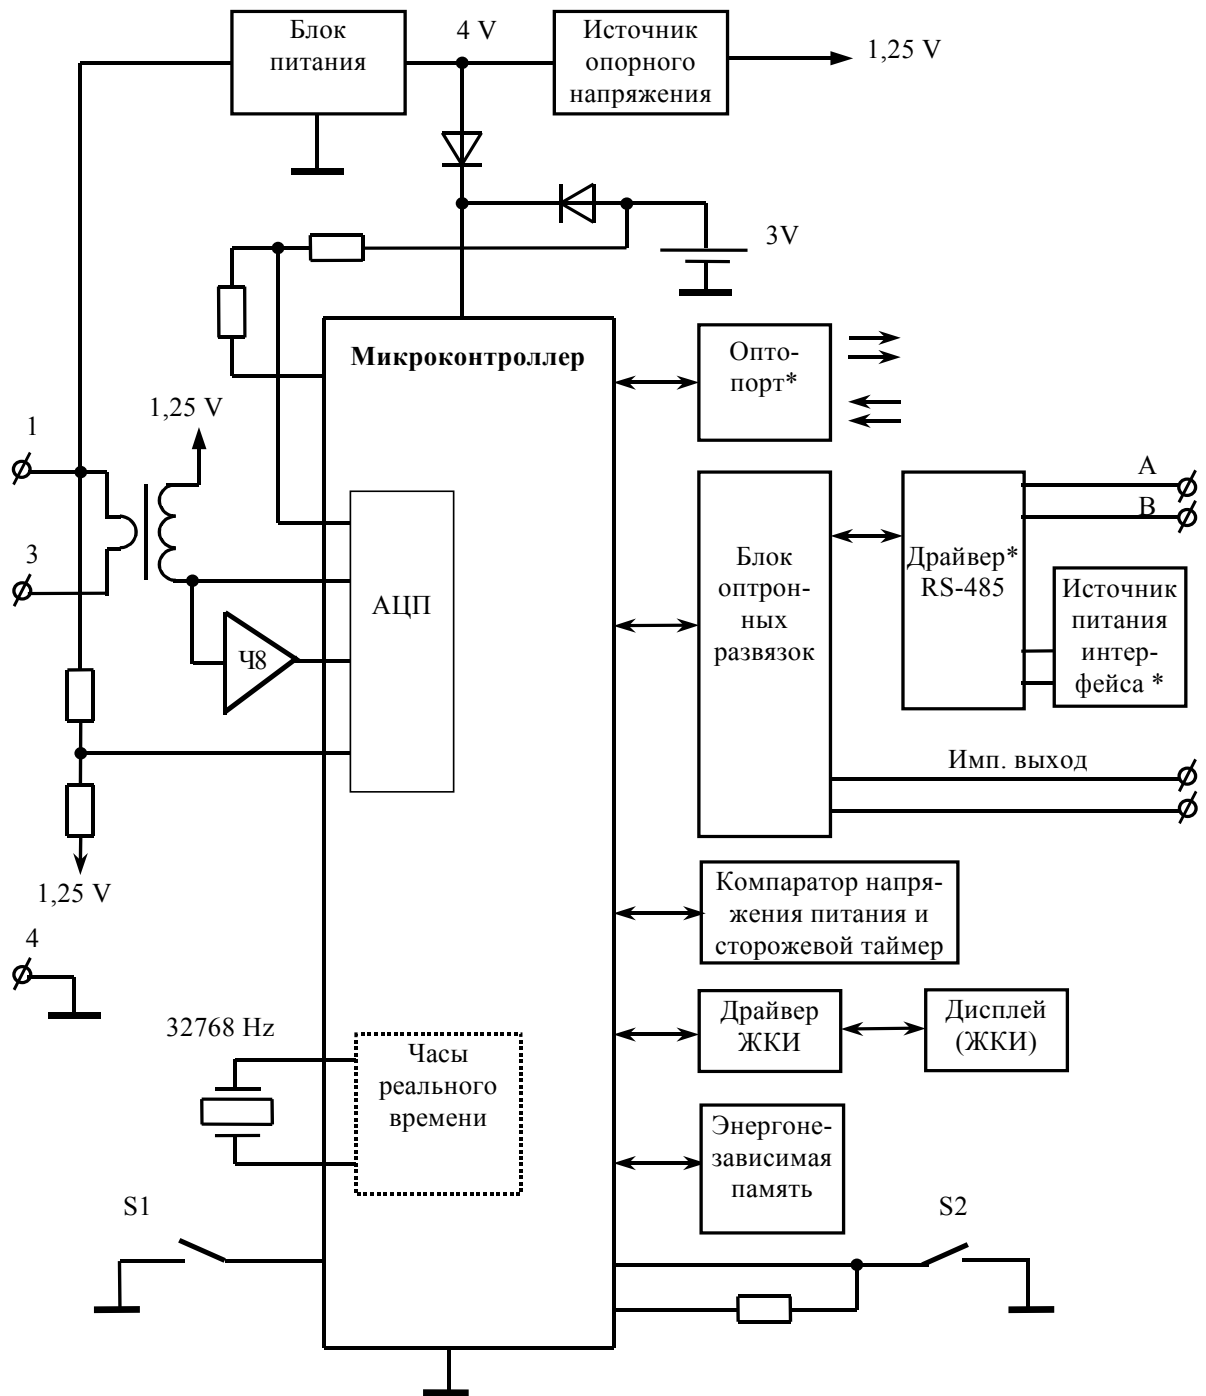 Блок
питания
4 V
Источник
опорного
напряжения
1,25 V
3V
Микроконтроллер
Опто-
порт*
1,25 V
1
3
АЦП
Ч8
Блок
оптрон-
ных
развязок
Драйвер*
RS-485
A
B
Источник
питания
интер-
фейса *
Имп. выход
1,25 V
4
Компаратор напря-
жения питания и
сторожевой таймер
32768 Hz
Часы
реального
времени
Драйвер
ЖКИ
Дисплей
(ЖКИ)
Энергоне-
зависимая
память
S1
S2